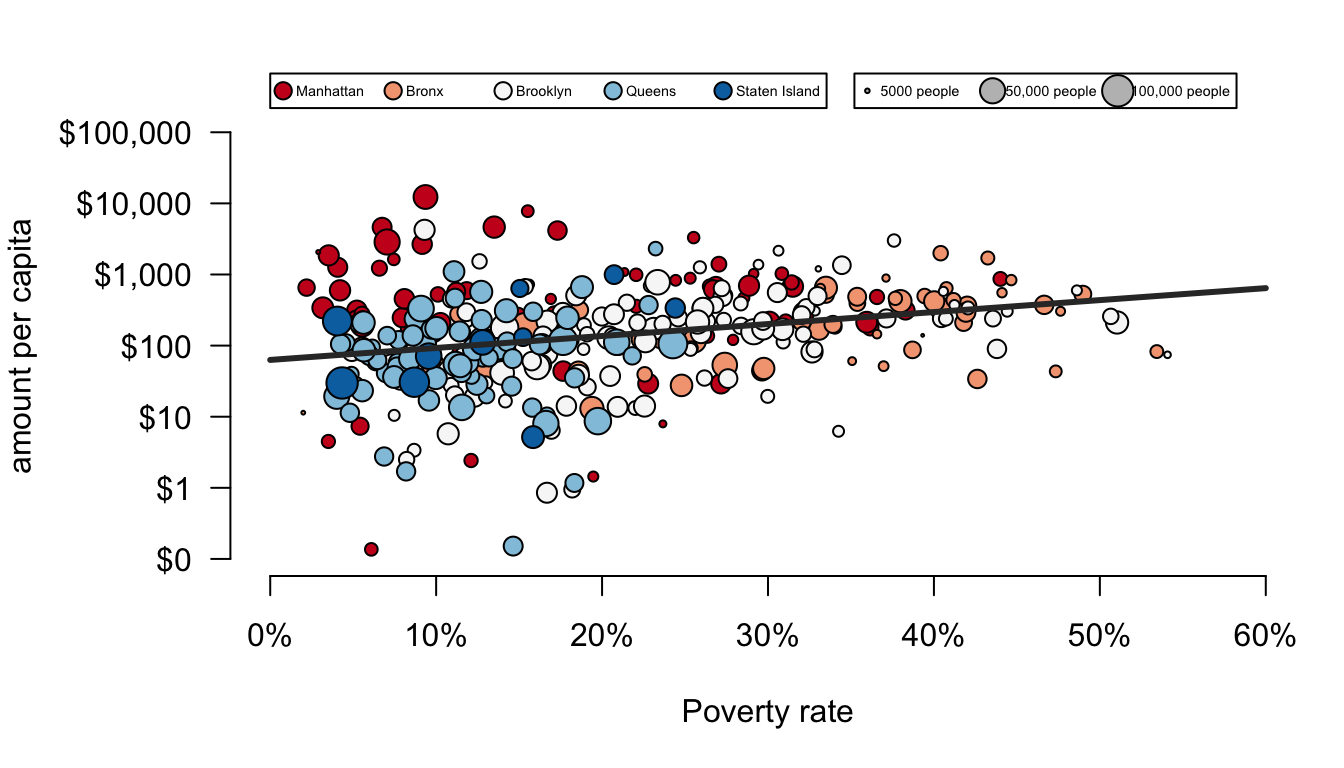 Manhattan Bronx Brooklyn Queens Staten Island 5000 people 50,000 people 100,000 people
$100,000
$10,000
$1,000
$100
$10
$1
$0
amount per capita
0% 10% 20% 30% 40% 50% 60%
Poverty rate